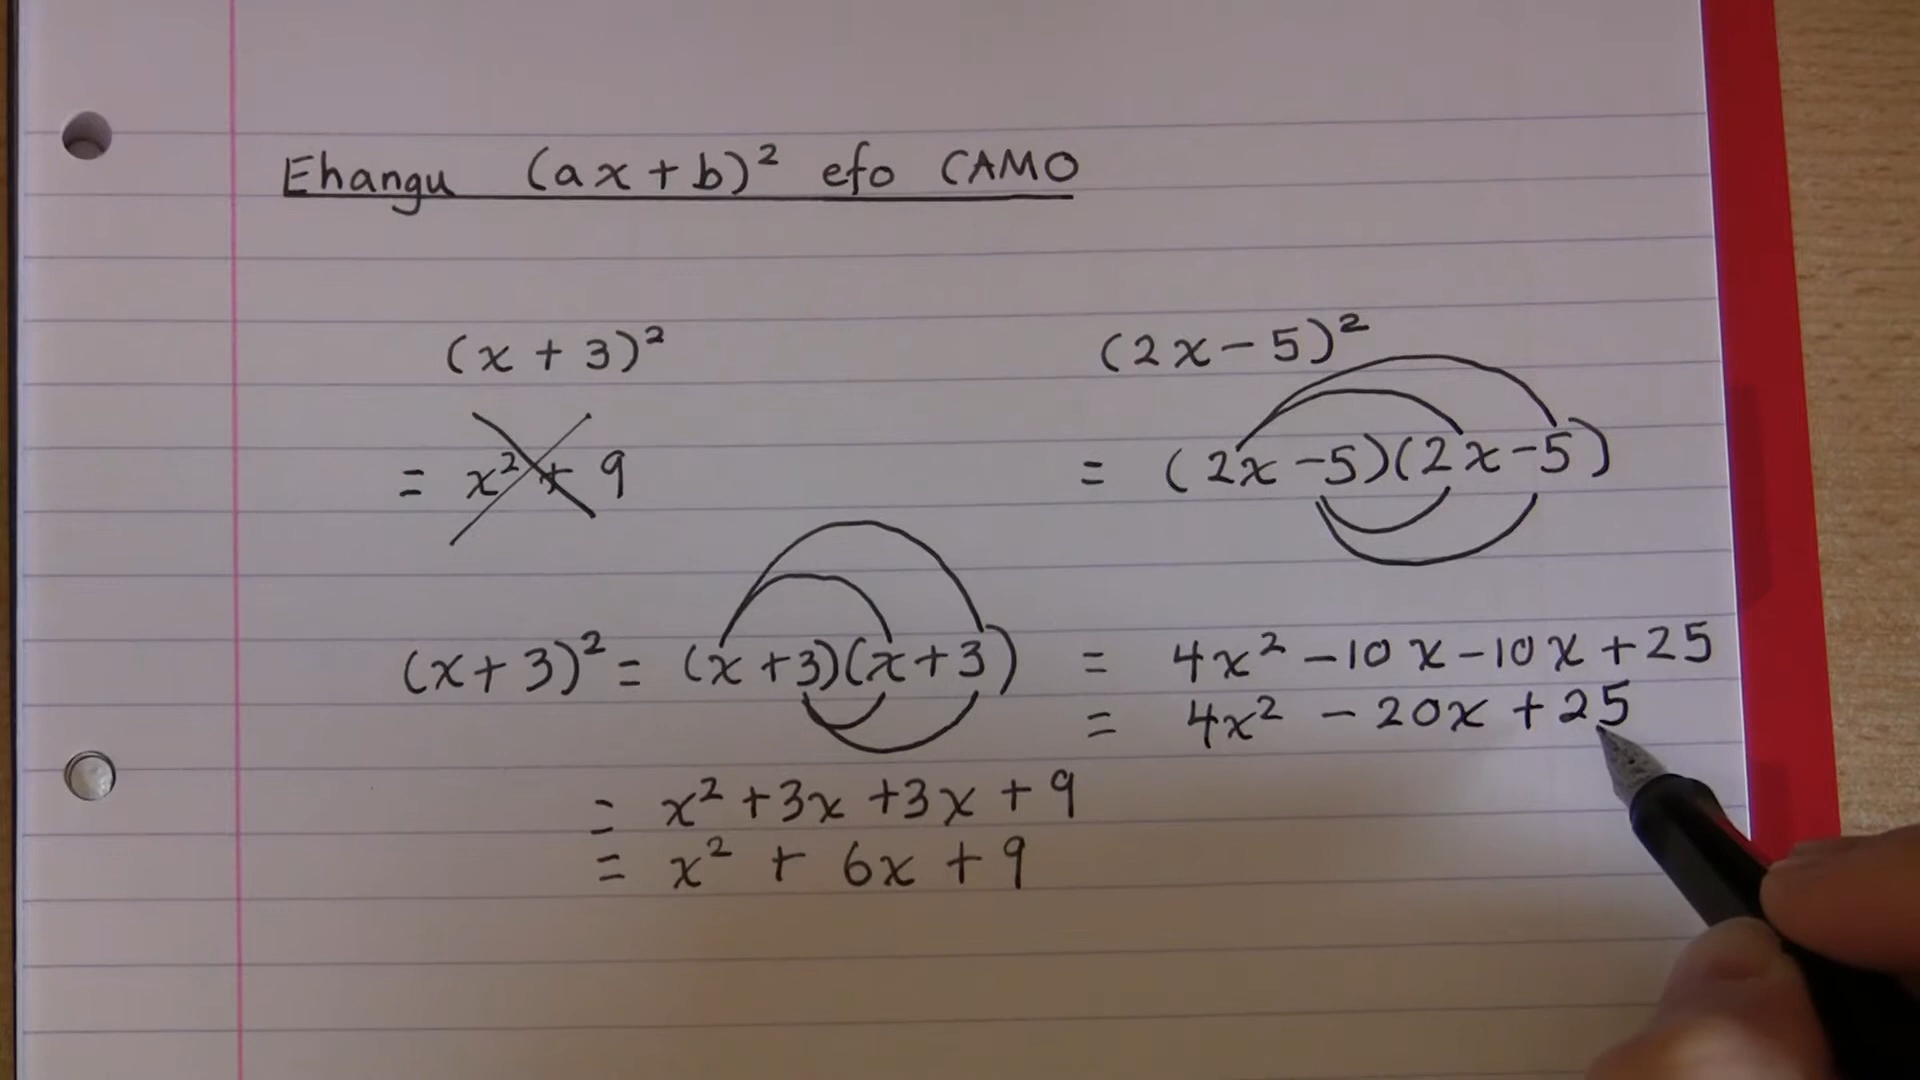 Ehangu (ax + b)² efo CAMO
(x + 3)²
= x² + 9
(x + 3)² = (x + 3)(x + 3)
= x² + 3x + 3x + 9
= x² + 6x + 9
(2x - 5)²
= (2x - 5)(2x - 5)
= 4x² - 10x - 10x + 25
= 4x² - 20x + 25